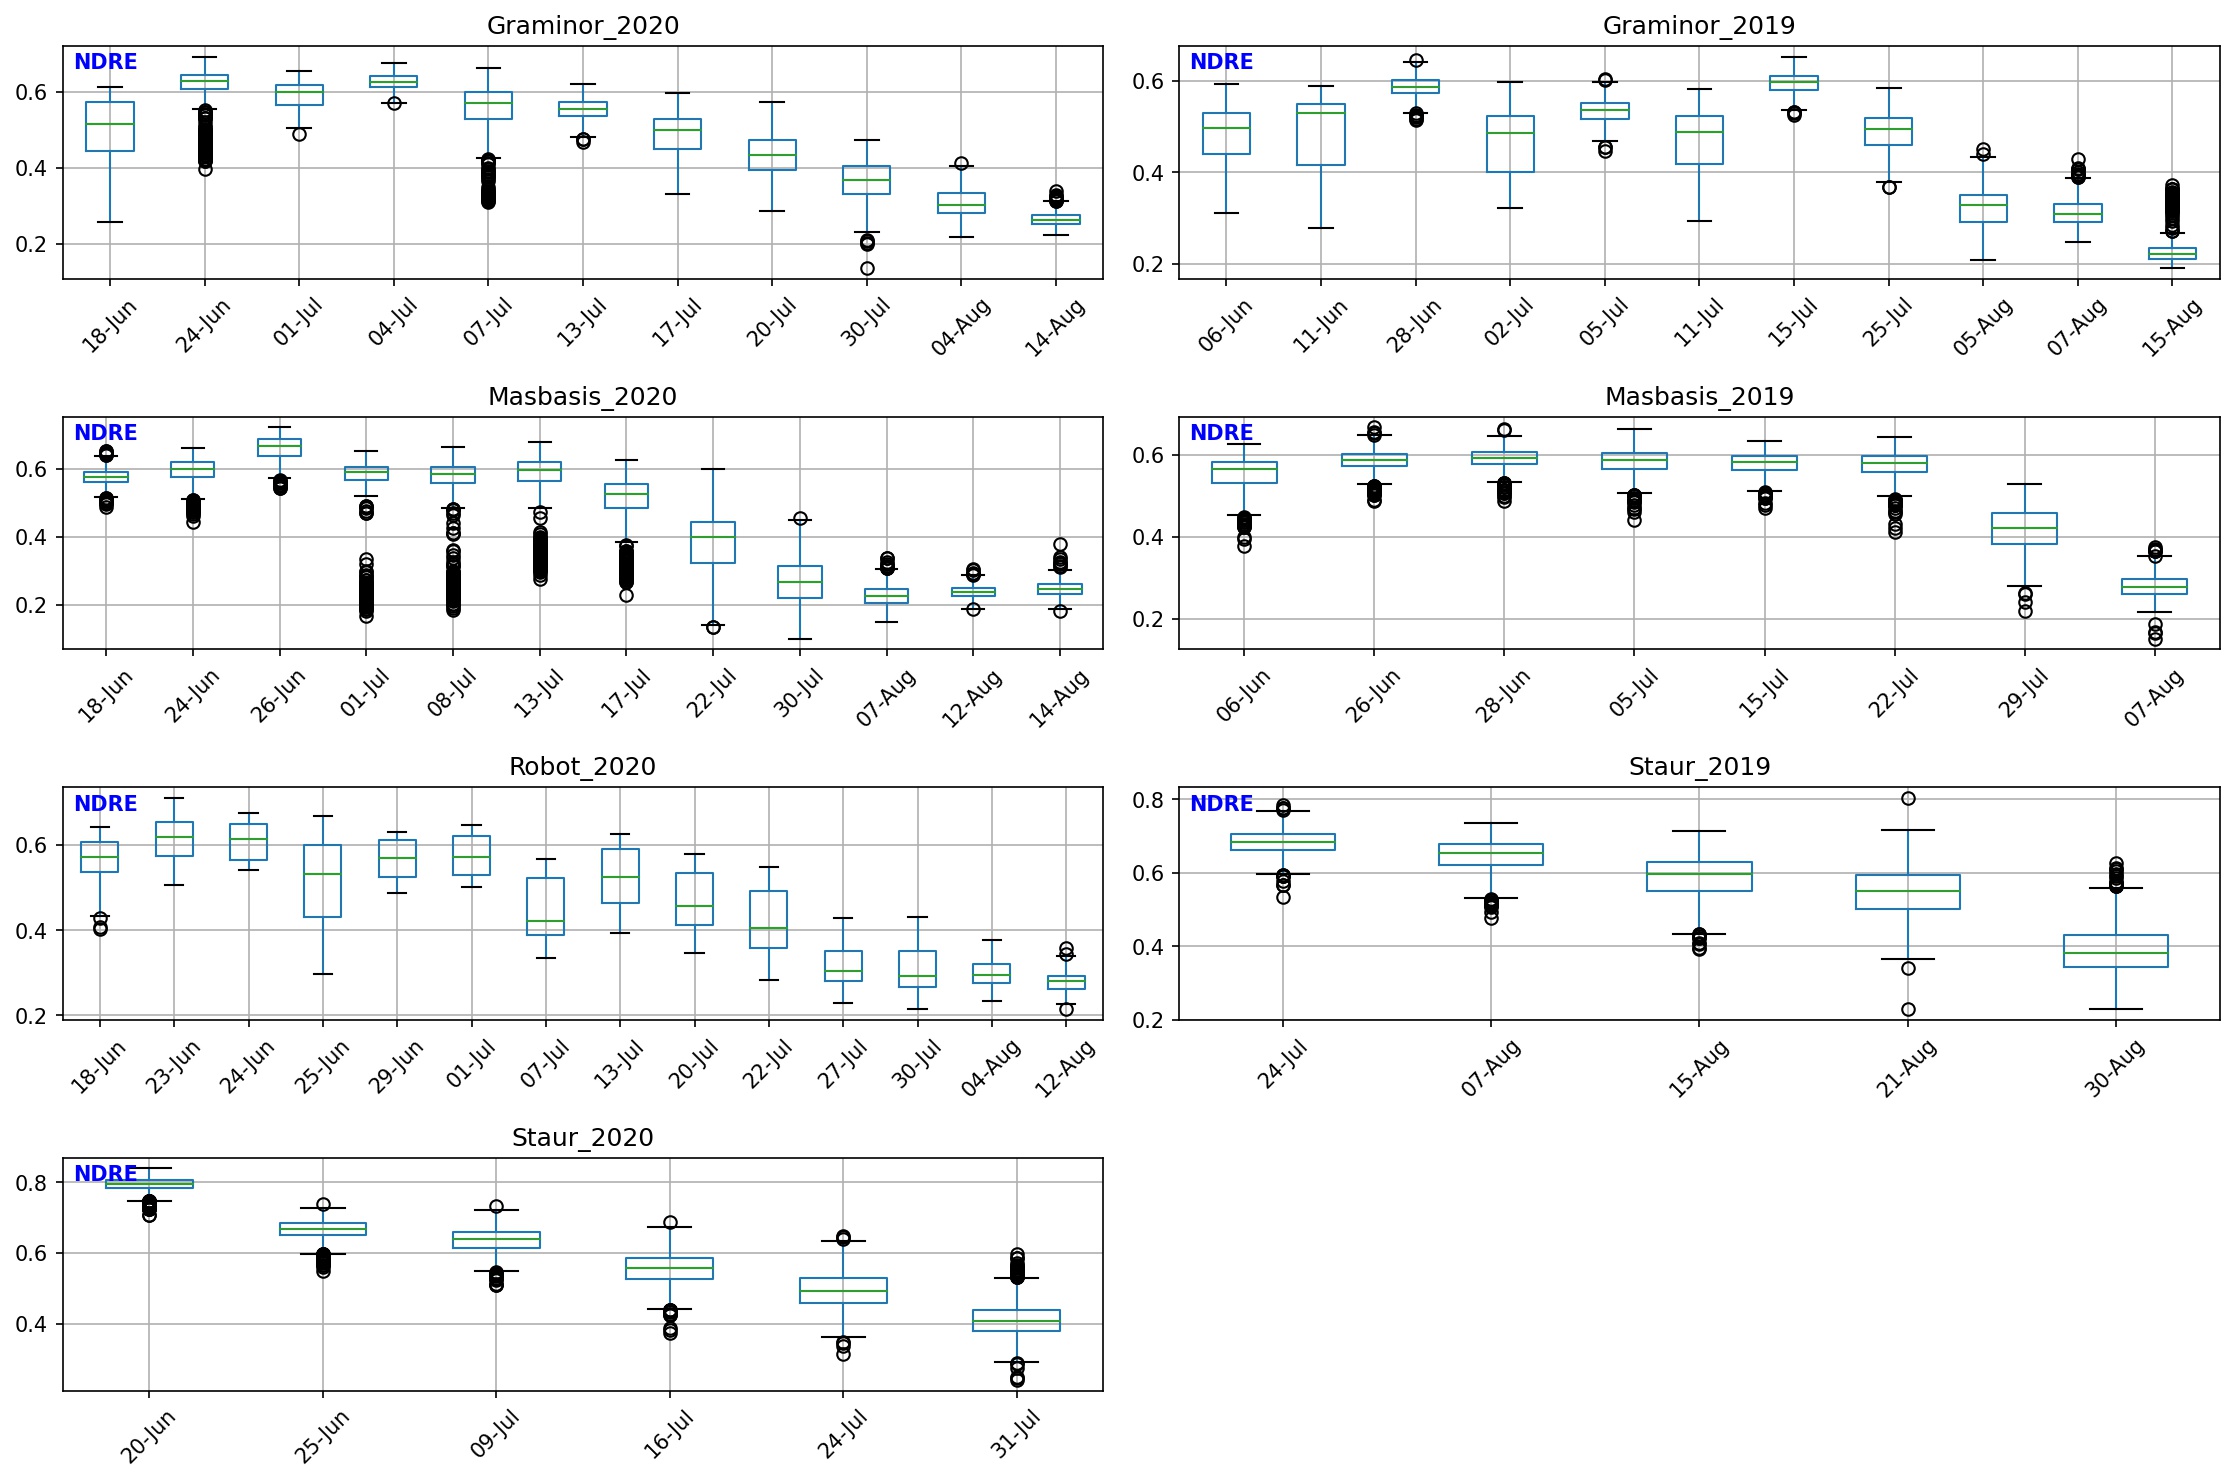 Graminor_2020
NDRE
0.6
0.4
0.2
18-Jun 24-Jun 01-Jul 04-Jul 07-Jul 13-Jul 17-Jul 20-Jul 30-Jul 04-Aug 14-Aug
Graminor_2019
NDRE
0.6
0.4
0.2
06-Jun 11-Jun 28-Jun 02-Jul 05-Jul 11-Jul 15-Jul 25-Jul 05-Aug 07-Aug 15-Aug
Masbasis_2020
NDRE
0.6
0.4
0.2
18-Jun 24-Jun 26-Jun 01-Jul 08-Jul 13-Jul 17-Jul 22-Jul 30-Jul 07-Aug 12-Aug 14-Aug
Masbasis_2019
NDRE
0.6
0.4
0.2
06-Jun 26-Jun 28-Jun 05-Jul 15-Jul 22-Jul 29-Jul 07-Aug
Robot_2020
NDRE
0.6
0.4
0.2
18-Jun 23-Jun 24-Jun 25-Jun 29-Jun 01-Jul 07-Jul 13-Jul 20-Jul 22-Jul 27-Jul 30-Jul 04-Aug 12-Aug
Staur_2019
NDRE
0.8
0.6
0.4
0.2
24-Jul 07-Aug 15-Aug 21-Aug 30-Aug
Staur_2020
NDRE
0.8
0.6
0.4
20-Jun 25-Jun 09-Jul 16-Jul 24-Jul 31-Jul